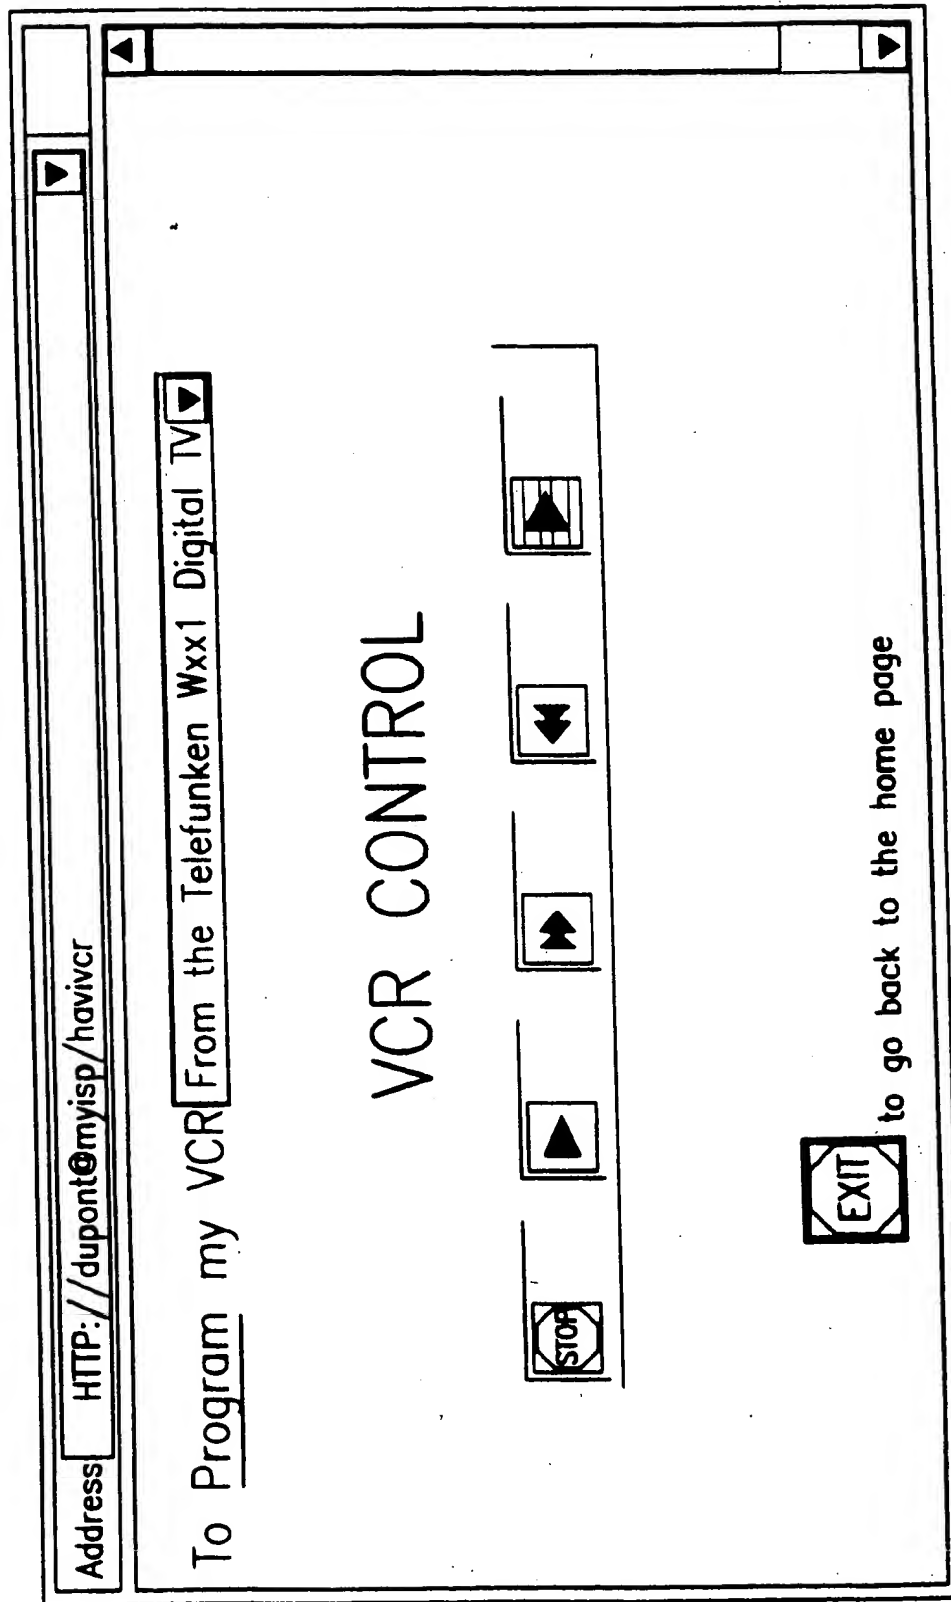 Address HTTP://dupont@myisp/havivcr
To Program my VCR From the Telefunken Wxx1 Digital TV
VCR CONTROL
STOP
EXIT to go back to the home page